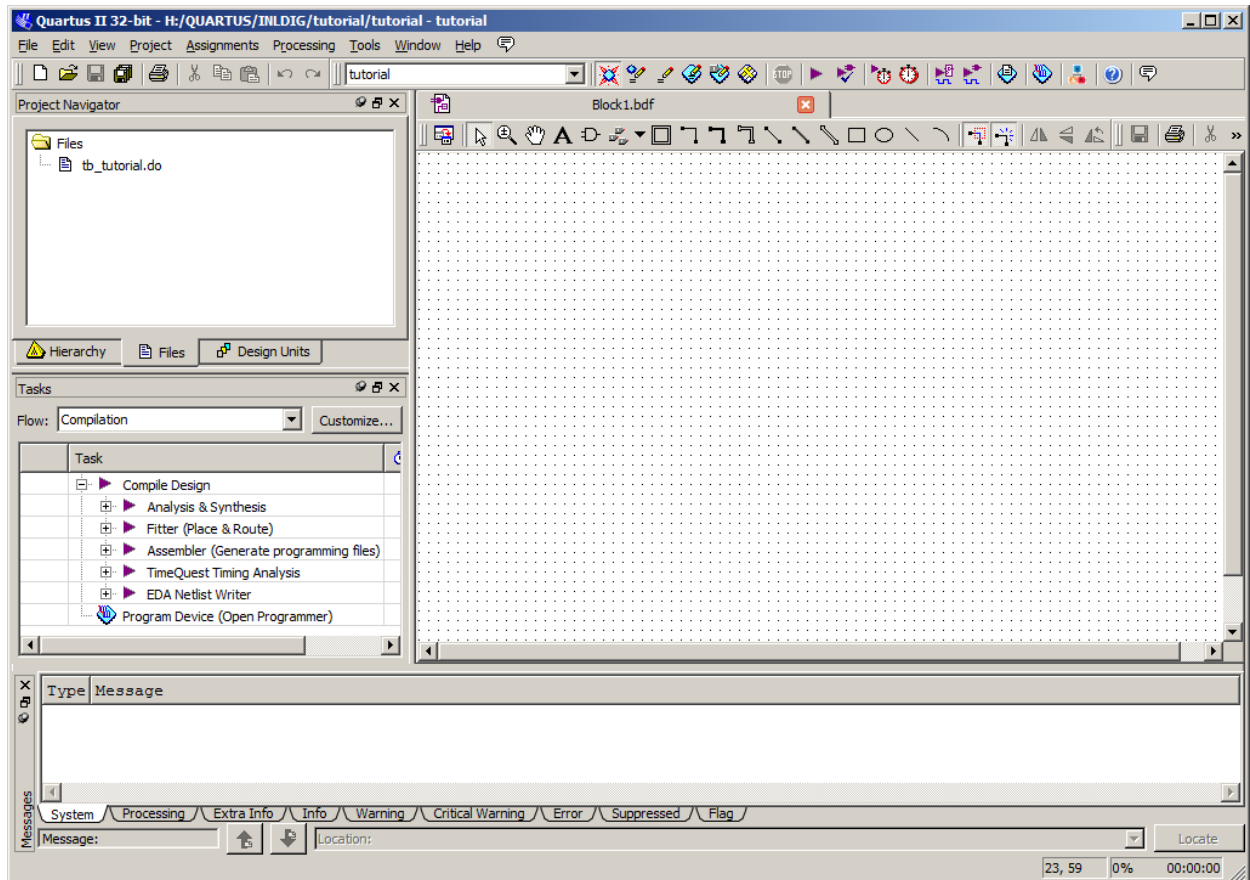 Quartus II 32-bit - H:/QUARTUS/INLDIG/tutorial/tutorial - tutorial
File Edit View Project Assignments Processing Tools Window Help
tutorial
STOP
Project Navigator
Block1.bdf
A
»
Files
tb_tutorial.do
Hierarchy Files Design Units
Tasks
Flow: Compilation Customize...
Task
Compile Design
Analysis & Synthesis
Fitter (Place & Route)
Assembler (Generate programming files)
TimeQuest Timing Analysis
EDA Netlist Writer
Program Device (Open Programmer)
Type Message
Messages
System Processing Extra Info Info Warning Critical Warning Error Suppressed Flag
Message: Location: Locate
23, 59 0% 00:00:00